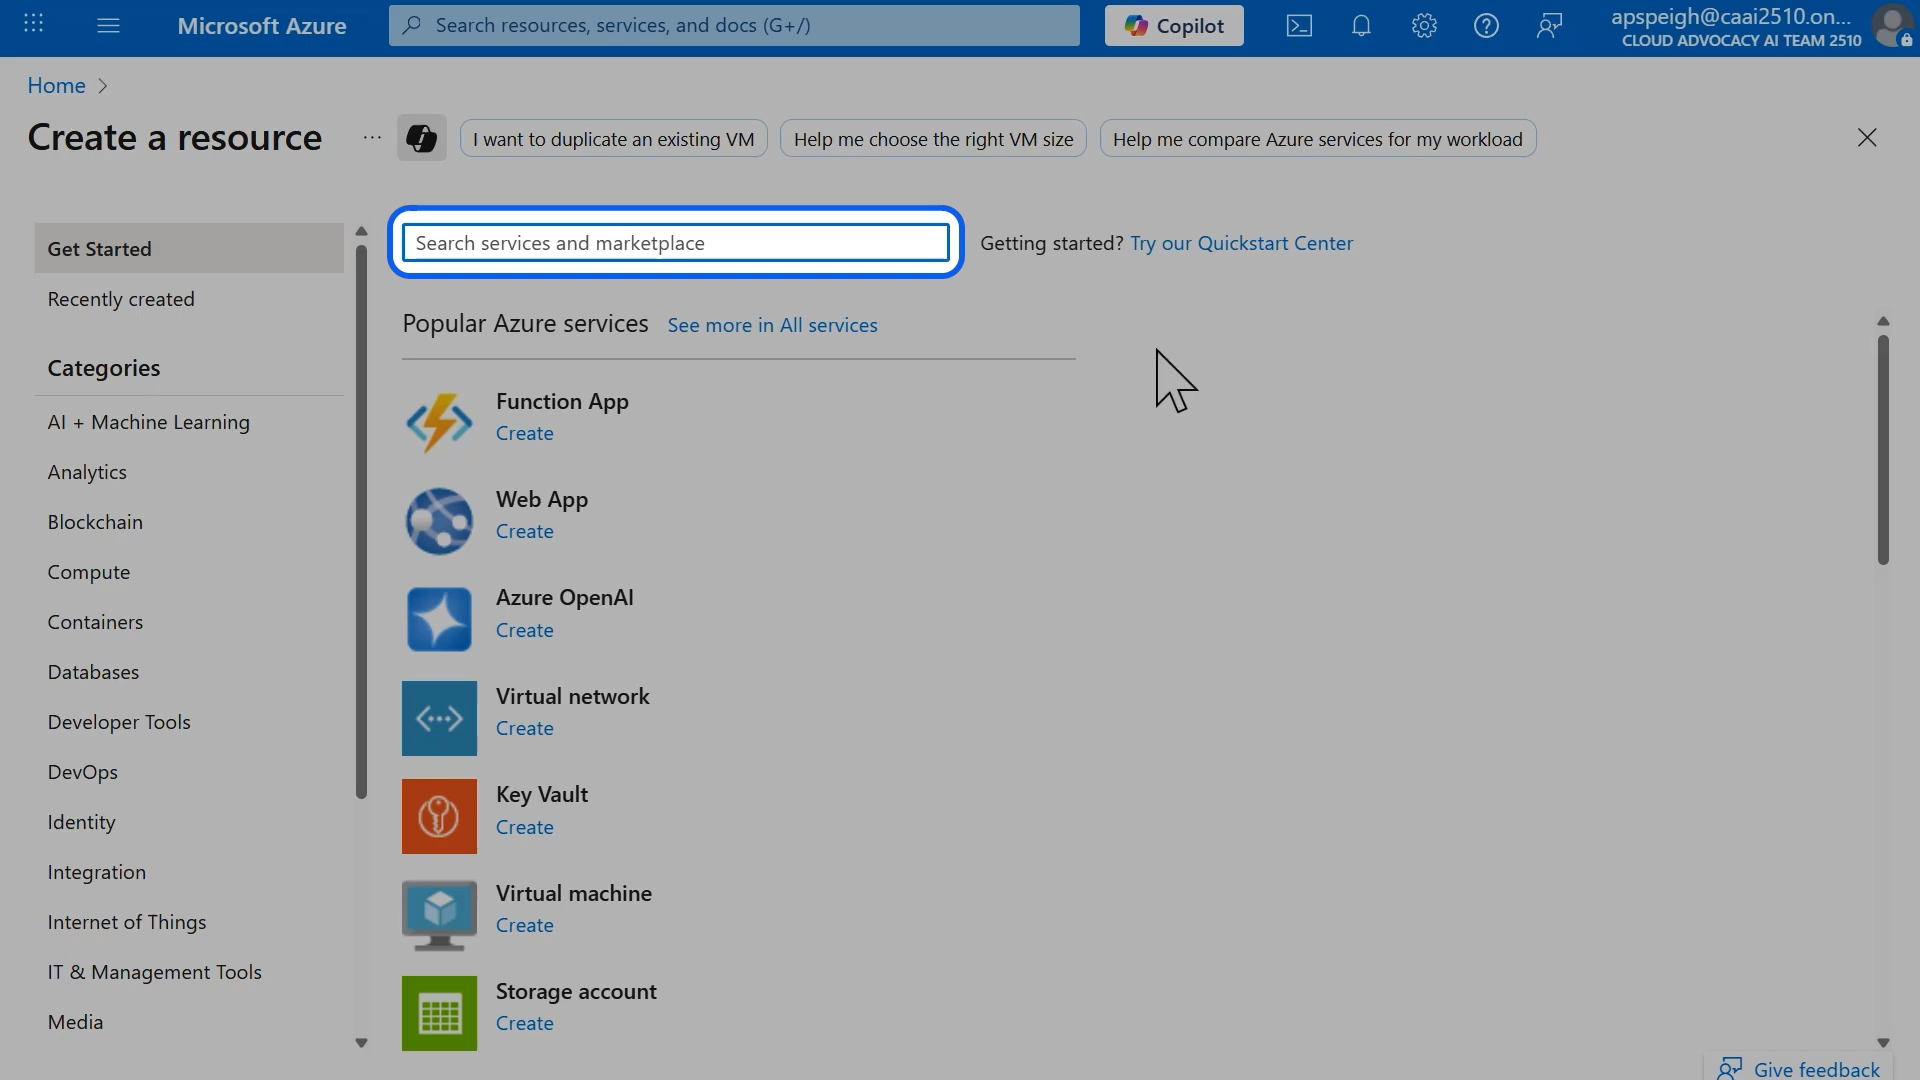 Microsoft Azure
Search resources, services, and docs (G+/)
Copilot
apspeigh@caai2510.on...
CLOUD ADVOCACY AI TEAM 2510
Home
Create a resource
...
I want to duplicate an existing VM
Help me choose the right VM size
Help me compare Azure services for my workload
Get Started
Recently created
Categories
AI + Machine Learning
Analytics
Blockchain
Compute
Containers
Databases
Developer Tools
DevOps
Identity
Integration
Internet of Things
IT & Management Tools
Media
Search services and marketplace
Getting started? Try our Quickstart Center
Popular Azure services See more in All services
Function App
Create
Web App
Create
Azure OpenAI
Create
Virtual network
Create
Key Vault
Create
Virtual machine
Create
Storage account
Create
Give feedback